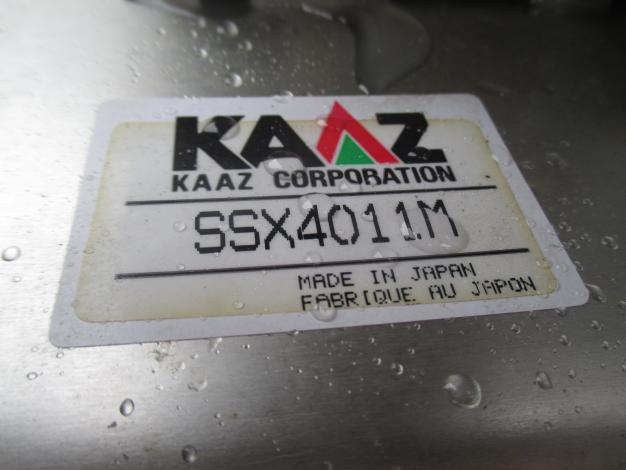 KAAZ
KAAZ CORPORATION
SSX4011M
MADE IN JAPAN
FABRIQUE AU JAPON